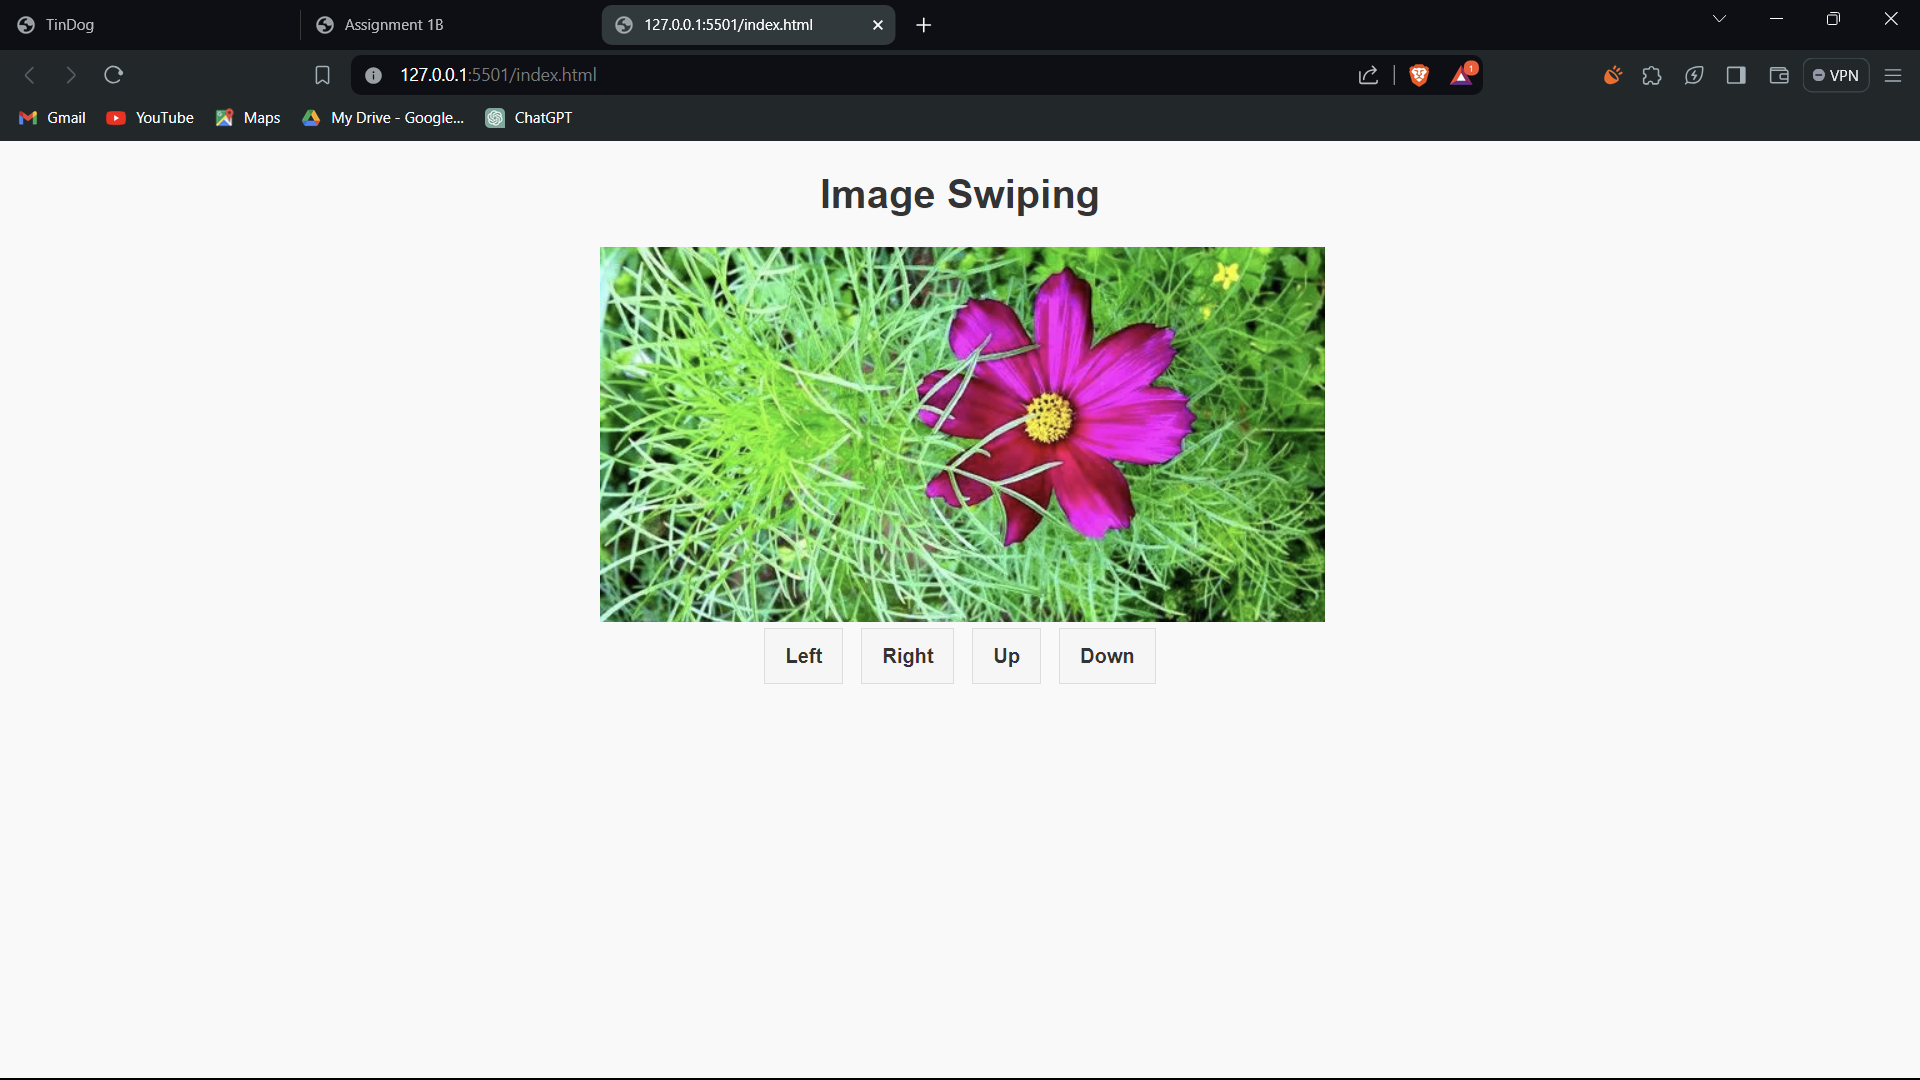 TinDog
Assignment 1B
127.0.0.1:5501/index.html
127.0.0.1:5501/index.html
1
VPN
Gmail
YouTube
Maps
My Drive - Google...
ChatGPT
Image Swiping
Left
Right
Up
Down